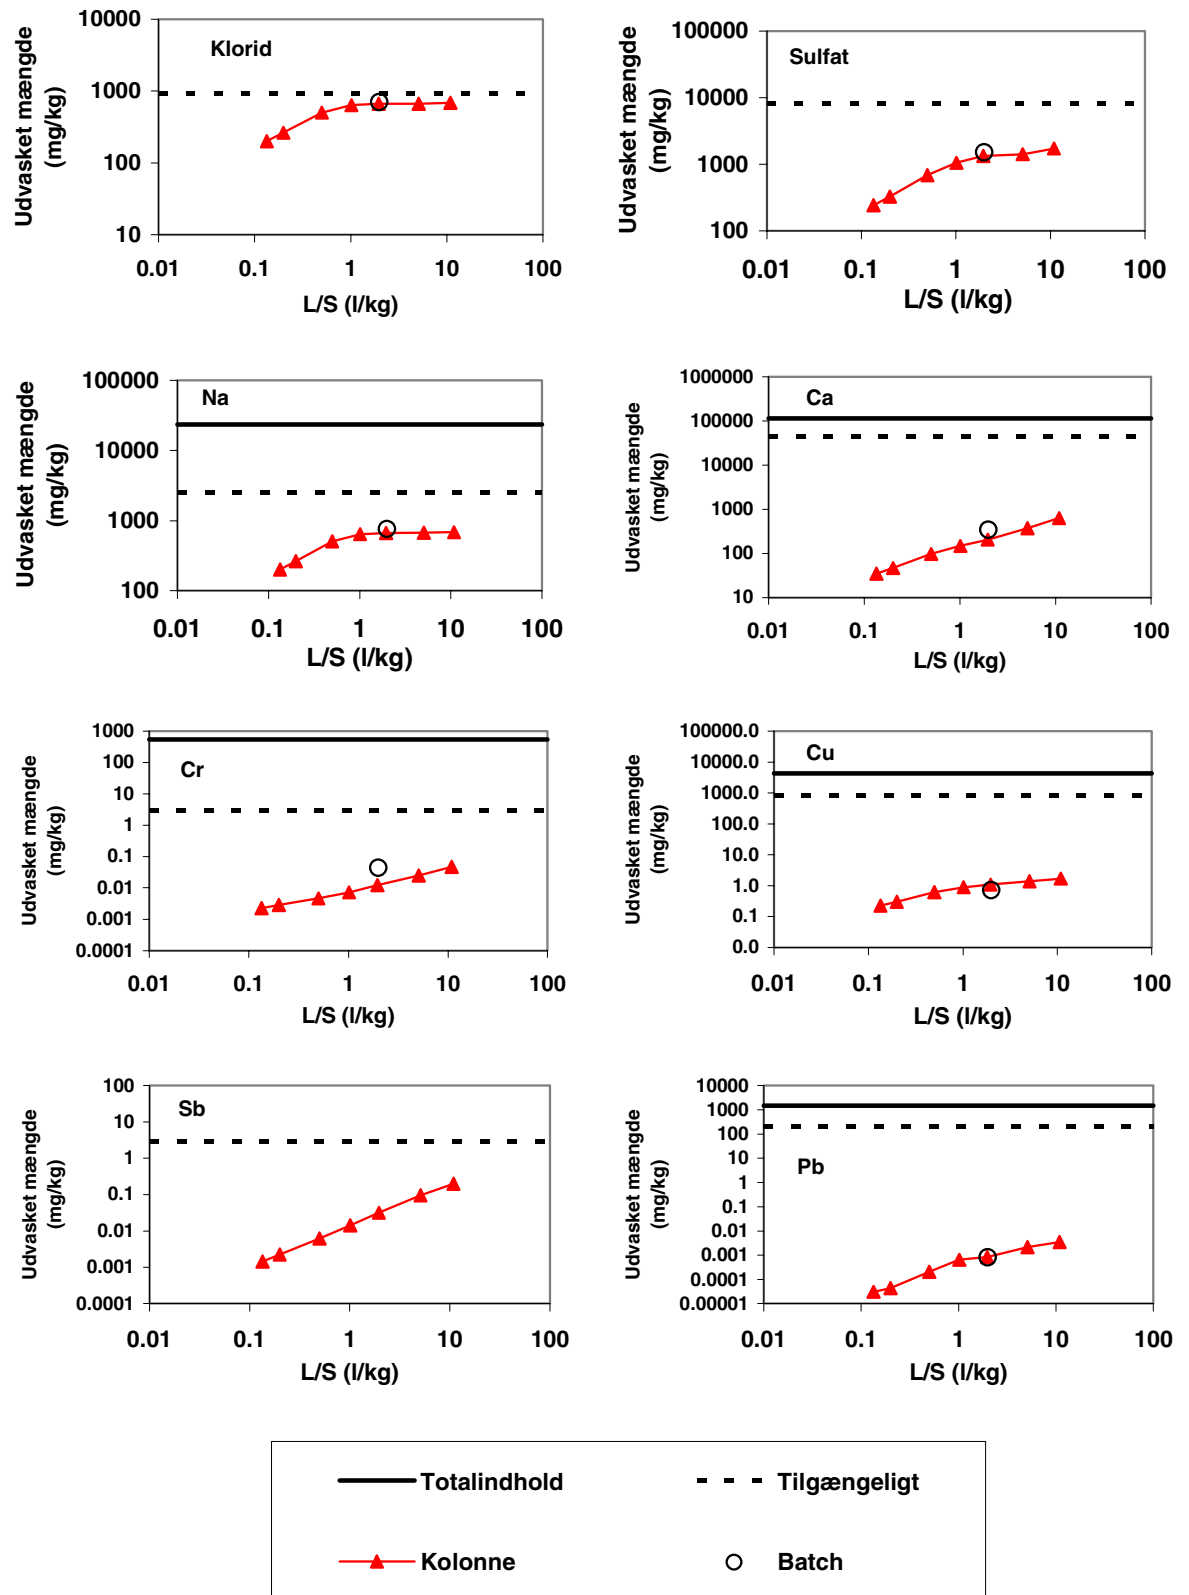 Klorid
Udvasket mængde
(mg/kg)
10000
1000
100
10
0.01 0.1 1 10 100
L/S (l/kg)
Sulfat
Udvasket mængde
(mg/kg)
100000
10000
1000
100
0.01 0.1 1 10 100
L/S (l/kg)
Na
Udvasket mængde
(mg/kg)
100000
10000
1000
100
0.01 0.1 1 10 100
L/S (l/kg)
Ca
Udvasket mængde
(mg/kg)
1000000
100000
10000
1000
100
10
0.01 0.1 1 10 100
L/S (l/kg)
Cr
Udvasket mængde
(mg/kg)
1000
100
10
1
0.1
0.01
0.001
0.0001
0.01 0.1 1 10 100
L/S (l/kg)
Cu
Udvasket mængde
(mg/kg)
100000.0
10000.0
1000.0
100.0
10.0
1.0
0.1
0.0
0.01 0.1 1 10 100
L/S (l/kg)
Sb
Udvasket mængde
(mg/kg)
100
10
1
0.1
0.01
0.001
0.0001
0.01 0.1 1 10 100
L/S (l/kg)
Pb
Udvasket mængde
(mg/kg)
10000
1000
100
10
1
0.1
0.01
0.001
0.0001
0.00001
0.01 0.1 1 10 100
L/S (l/kg)
Totalindhold
Tilgængeligt
Kolonne
Batch